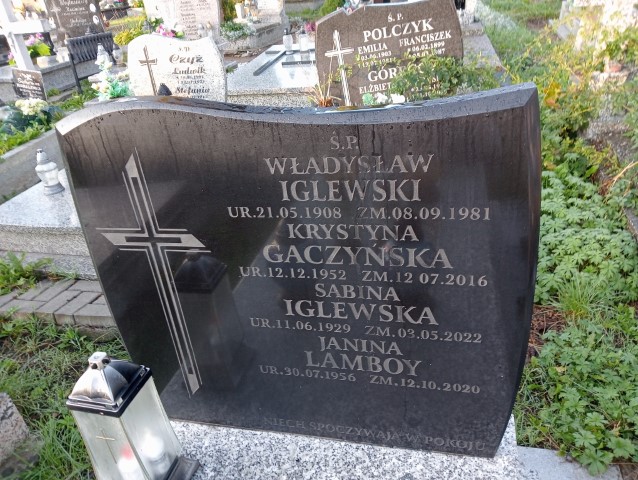 Ś.P.
POLCZYK
EMILIA FRANCISZEK
Ś.P.
Czyż
Ludwik
Stefania
ELŻBIET
Ś.P.
WŁADYSŁAW
IGLEWSKI
UR.21.05.1908 ZM.08.09.1981
KRYSTYNA
GACZYŃSKA
UR.12.12.1952 ZM.12 07.2016
SABINA
IGLEWSKA
UR.11.06.1929 ZM.03.05.2022
JANINA
LAMBOY
UR.30.07.1956 ZM.12.10.2020
NIECH SPOCZYWAJĄ W POKOJU